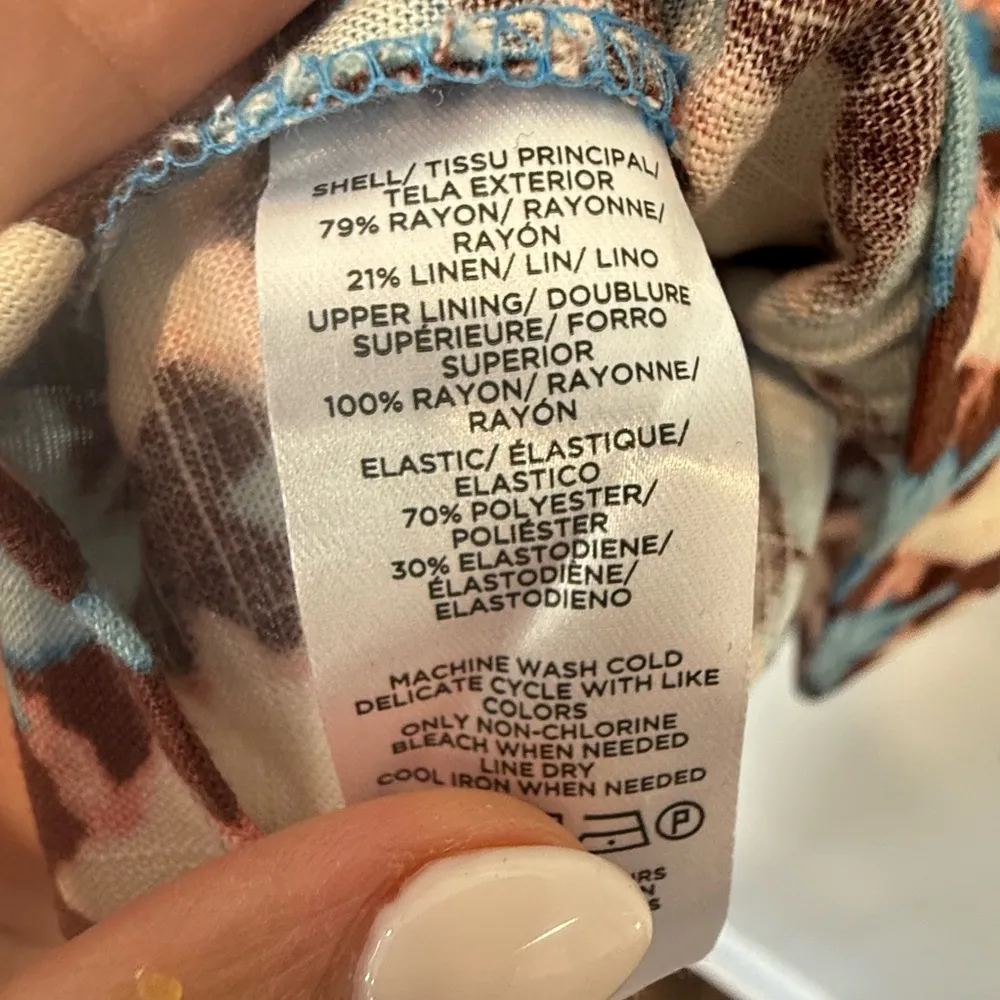 SHELL/ TISSU PRINCIPAL/
TELA EXTERIOR
79% RAYON/ RAYONNE/
RAYÓN
21% LINEN/ LIN/ LINO
UPPER LINING/ DOUBLURE
SUPÉRIEURE/ FORRO
SUPERIOR
100% RAYON/ RAYONNE/
RAYÓN
ELASTIC/ ÉLASTIQUE/
ELASTICO
70% POLYESTER/
POLIÉSTER
30% ELASTODIENE/
ÉLASTODIÈNE/
ELASTODIENO
MACHINE WASH COLD
DELICATE CYCLE WITH LIKE
COLORS
ONLY NON-CHLORINE
BLEACH WHEN NEEDED
LINE DRY
COOL IRON WHEN NEEDED
P